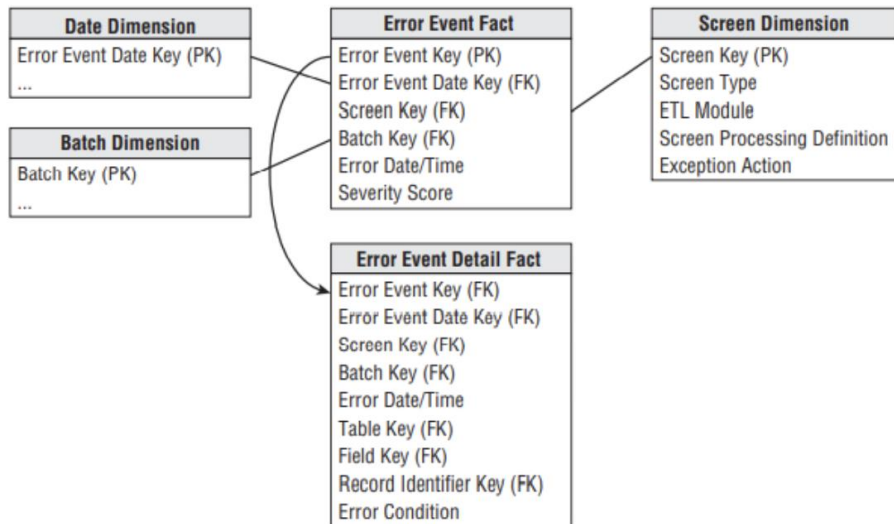 Date Dimension
Error Event Date Key (PK)
...
Batch Dimension
Batch Key (PK)
...
Error Event Fact
Error Event Key (PK)
Error Event Date Key (FK)
Screen Key (FK)
Batch Key (FK)
Error Date/Time
Severity Score
Screen Dimension
Screen Key (PK)
Screen Type
ETL Module
Screen Processing Definition
Exception Action
Error Event Detail Fact
Error Event Key (FK)
Error Event Date Key (FK)
Screen Key (FK)
Batch Key (FK)
Error Date/Time
Table Key (FK)
Field Key (FK)
Record Identifier Key (FK)
Error Condition